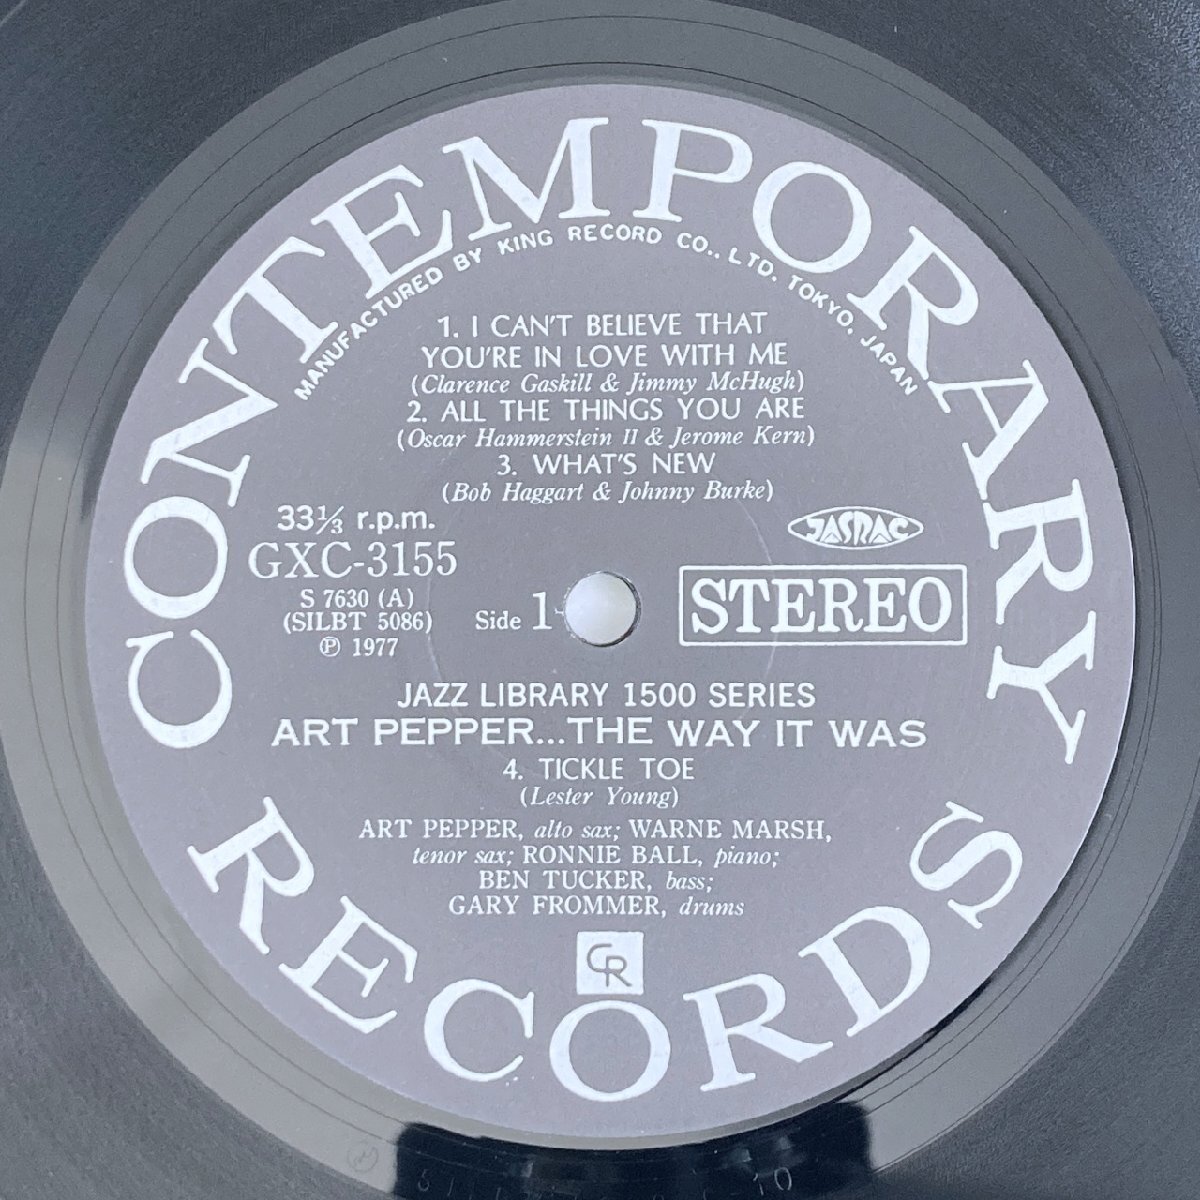 CONTEMPORARY
MANUFACTURED BY KING RECORD CO., LTD. TOKYO, JAPAN
1. I CAN'T BELIEVE THAT
YOU'RE IN LOVE WITH ME
(Clarence Gaskill & Jimmy McHugh)
2. ALL THE THINGS YOU ARE
(Oscar Hammerstein II & Jerome Kern)
3. WHAT'S NEW
(Bob Haggart & Johnny Burke)
33⅓ r.p.m.
GXC-3155
S 7630 (A)
(SILBT 5086)
℗ 1977
Side 1
JASRAC
STEREO
JAZZ LIBRARY 1500 SERIES
ART PEPPER...THE WAY IT WAS
4. TICKLE TOE
(Lester Young)
ART PEPPER, alto sax; WARNE MARSH,
tenor sax; RONNIE BALL, piano;
BEN TUCKER, bass;
GARY FROMMER, drums
CR
RECORDS